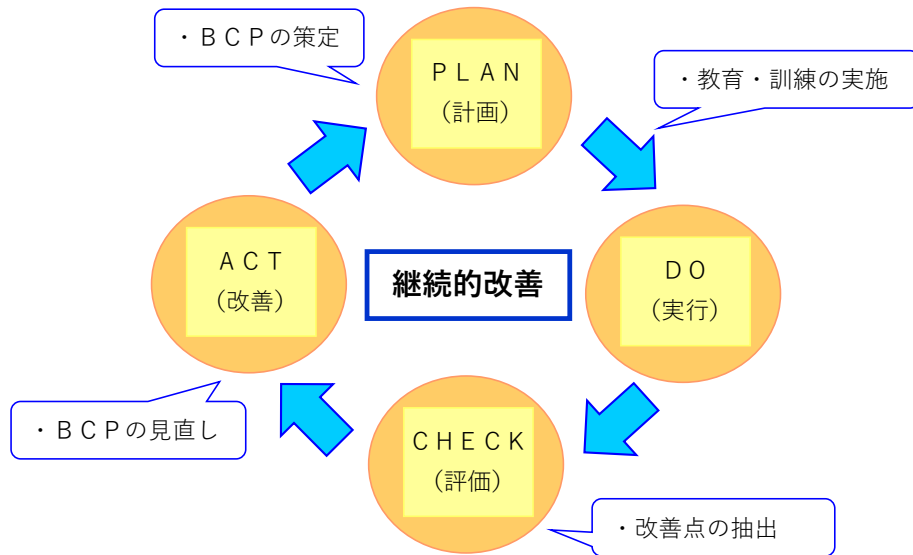 ・ＢＣＰの策定
ＰＬＡＮ
（計画）
・教育・訓練の実施
ＡＣＴ
（改善）
継続的改善
ＤＯ
（実行）
・ＢＣＰの見直し
ＣＨＥＣＫ
（評価）
・改善点の抽出